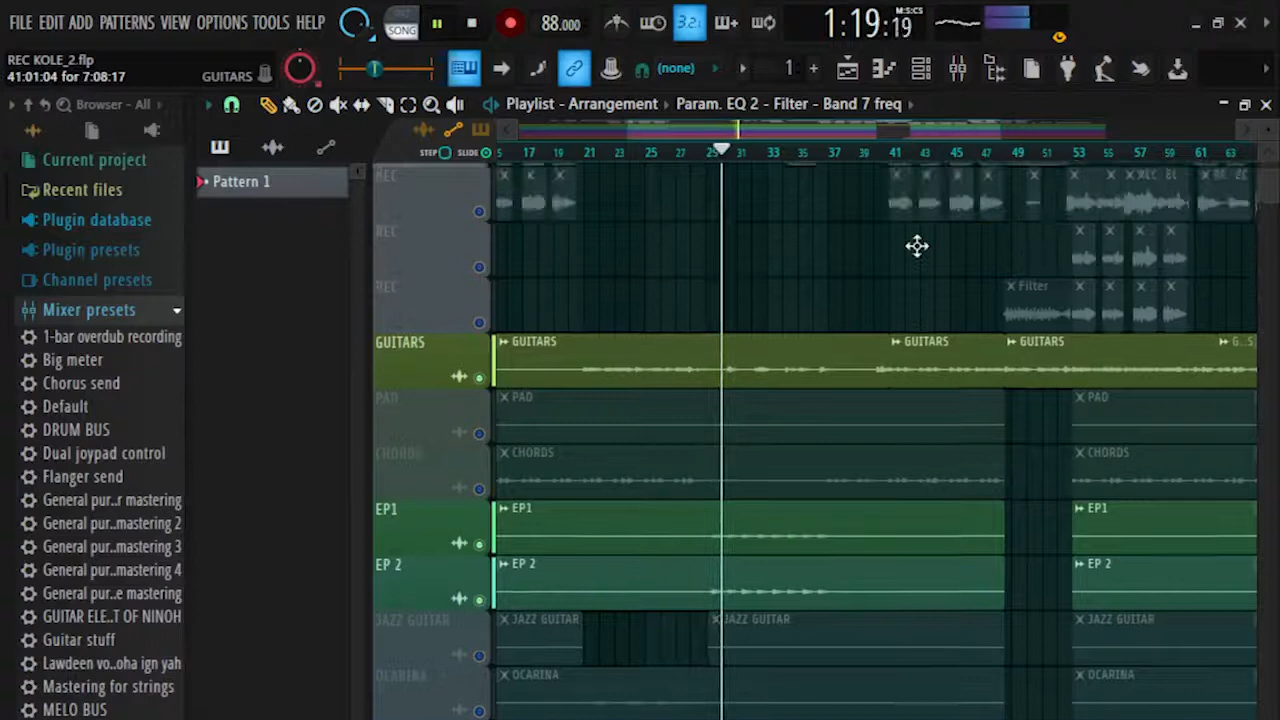 FILE EDIT ADD PATTERNS VIEW OPTIONS TOOLS HELP
SONG
88.000
3.2.
1:19:19
M:S:CS
REC KOLE_2.flp
41:01:04 for 7:08:17
GUITARS
(none)
1
Browser - All
Playlist - Arrangement
Param. EQ 2 - Filter - Band 7 freq
Current project
Recent files
Plugin database
Plugin presets
Channel presets
Mixer presets
1-bar overdub recording
Big meter
Chorus send
Default
DRUM BUS
Dual joypad control
Flanger send
General pur..r mastering
General pur..mastering 2
General pur..mastering 3
General pur..mastering 4
General pur..e mastering
GUITAR ELE..T OF NINOH
Guitar stuff
Lawdeen vo..oha ign yah
Mastering for strings
MELO BUS
Pattern 1
STEP SLIDE
5 17 19 21 23 25 27 29 31 33 35 41 43 45 47 49 51 53 55 57 59 61 63
REC
REC
REC
Filter
GUITARS
GUITARS GUITARS GUITARS G..S
PAD
PAD PAD
CHORDS
CHORDS CHORDS
EP1
EP1 EP1
EP 2
EP 2 EP 2
JAZZ GUITAR
JAZZ GUITAR JAZZ GUITAR JAZZ GUITAR
OCARINA
OCARINA OCARINA